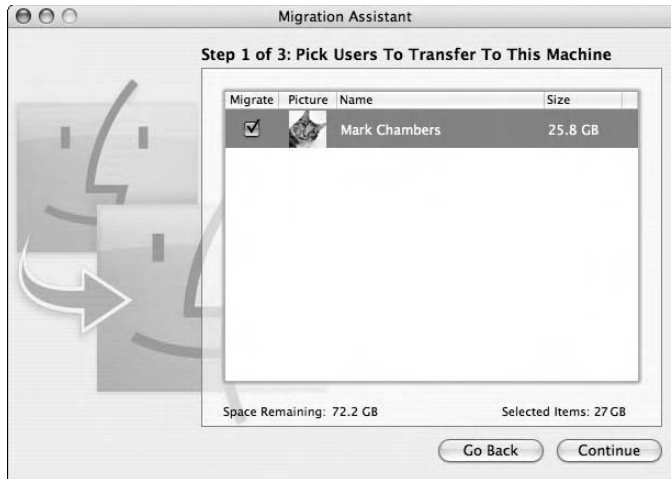 Migration Assistant
Step 1 of 3: Pick Users To Transfer To This Machine
Migrate Picture Name Size
Mark Chambers 25.8 GB
Space Remaining: 72.2 GB Selected Items: 27 GB
Go Back Continue